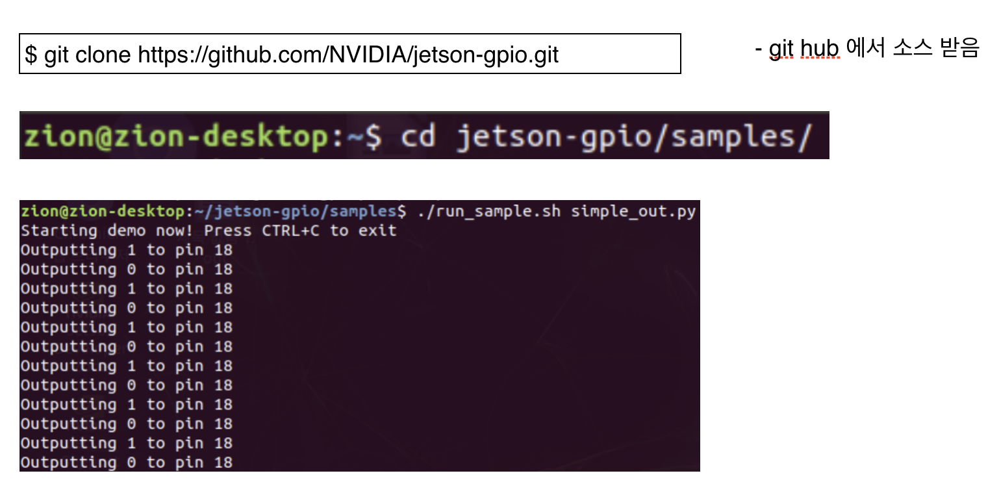 $ git clone https://github.com/NVIDIA/jetson-gpio.git
- git hub 에서 소스 받음
zion@zion-desktop:~$ cd jetson-gpio/samples/
zion@zion-desktop:~/jetson-gpio/samples$ ./run_sample.sh simple_out.py
Starting demo now! Press CTRL+C to exit
Outputting 1 to pin 18
Outputting 0 to pin 18
Outputting 1 to pin 18
Outputting 0 to pin 18
Outputting 1 to pin 18
Outputting 0 to pin 18
Outputting 1 to pin 18
Outputting 0 to pin 18
Outputting 1 to pin 18
Outputting 0 to pin 18
Outputting 1 to pin 18
Outputting 0 to pin 18